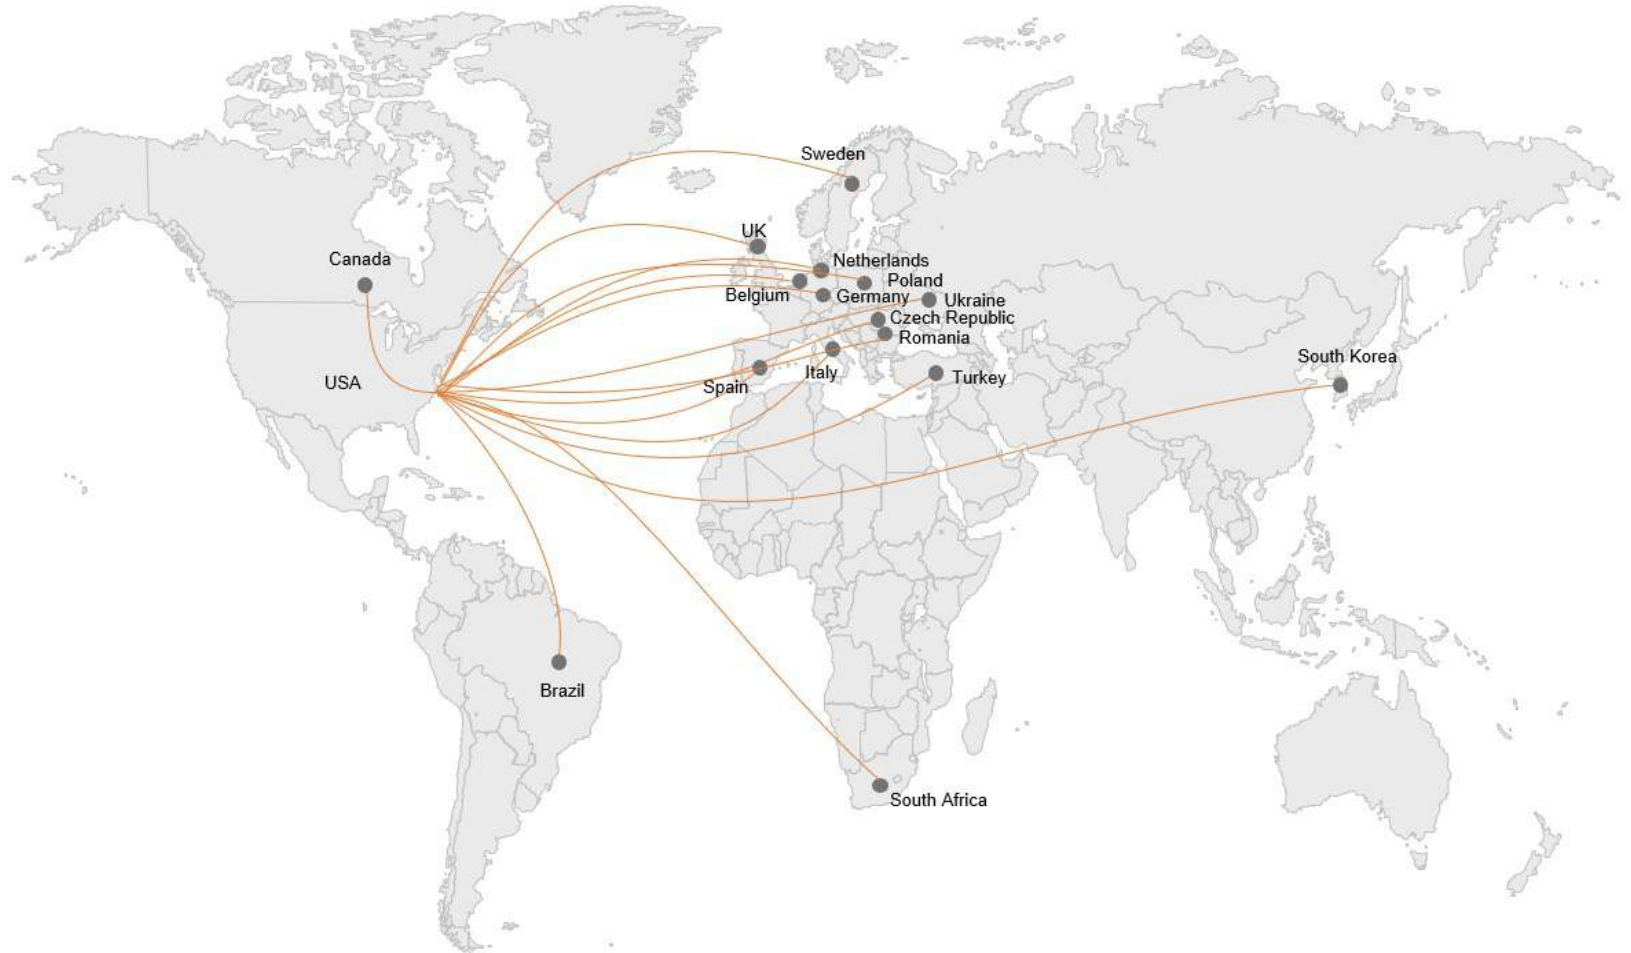 Sweden
UK
Canada
Netherlands
Poland
Belgium
Germany
Ukraine
Czech Republic
Romania
South Korea
USA
Spain
Italy
Turkey
Brazil
South Africa